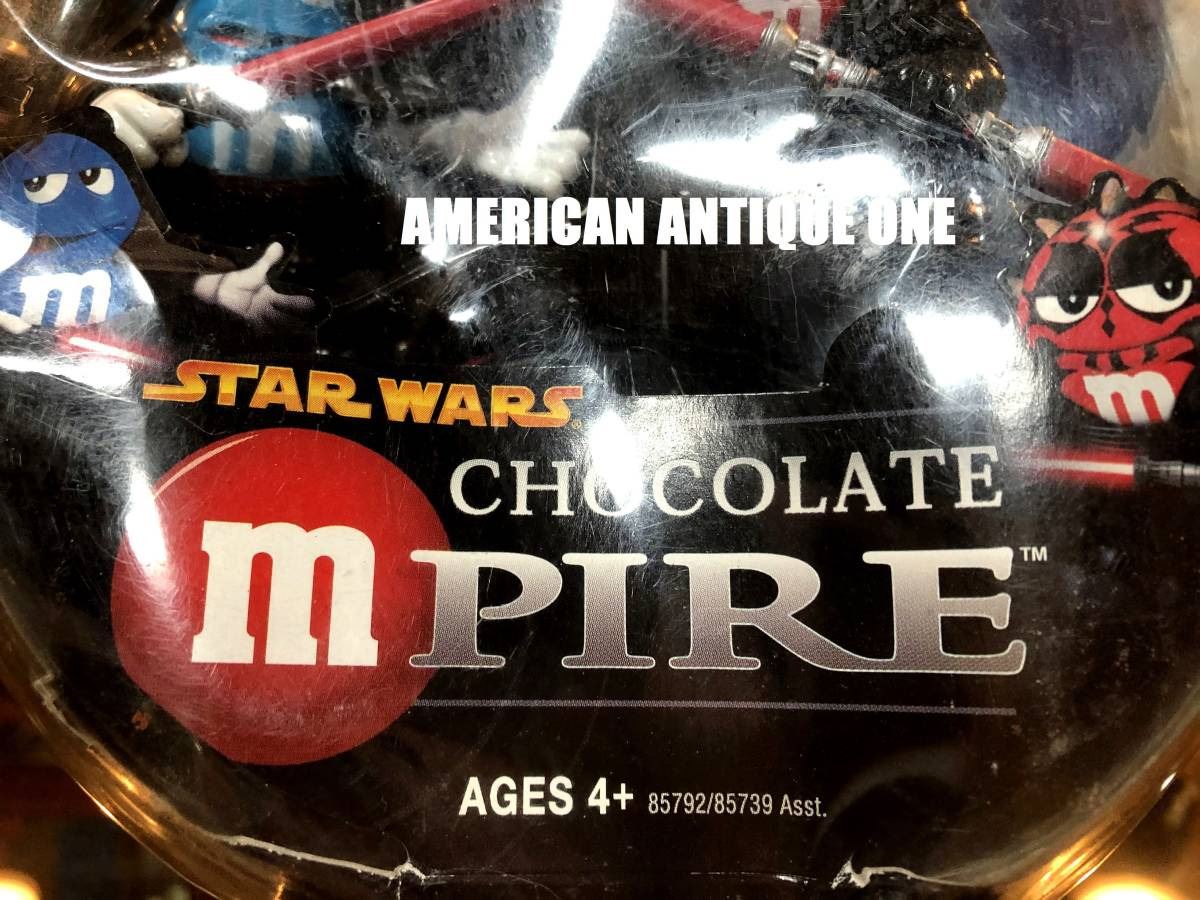 m
m
AMERICAN ANTIQUE ONE
m
m
STAR WARS
CHOCOLATE
mPIRE™
AGES 4+ 85792/85739 Asst.